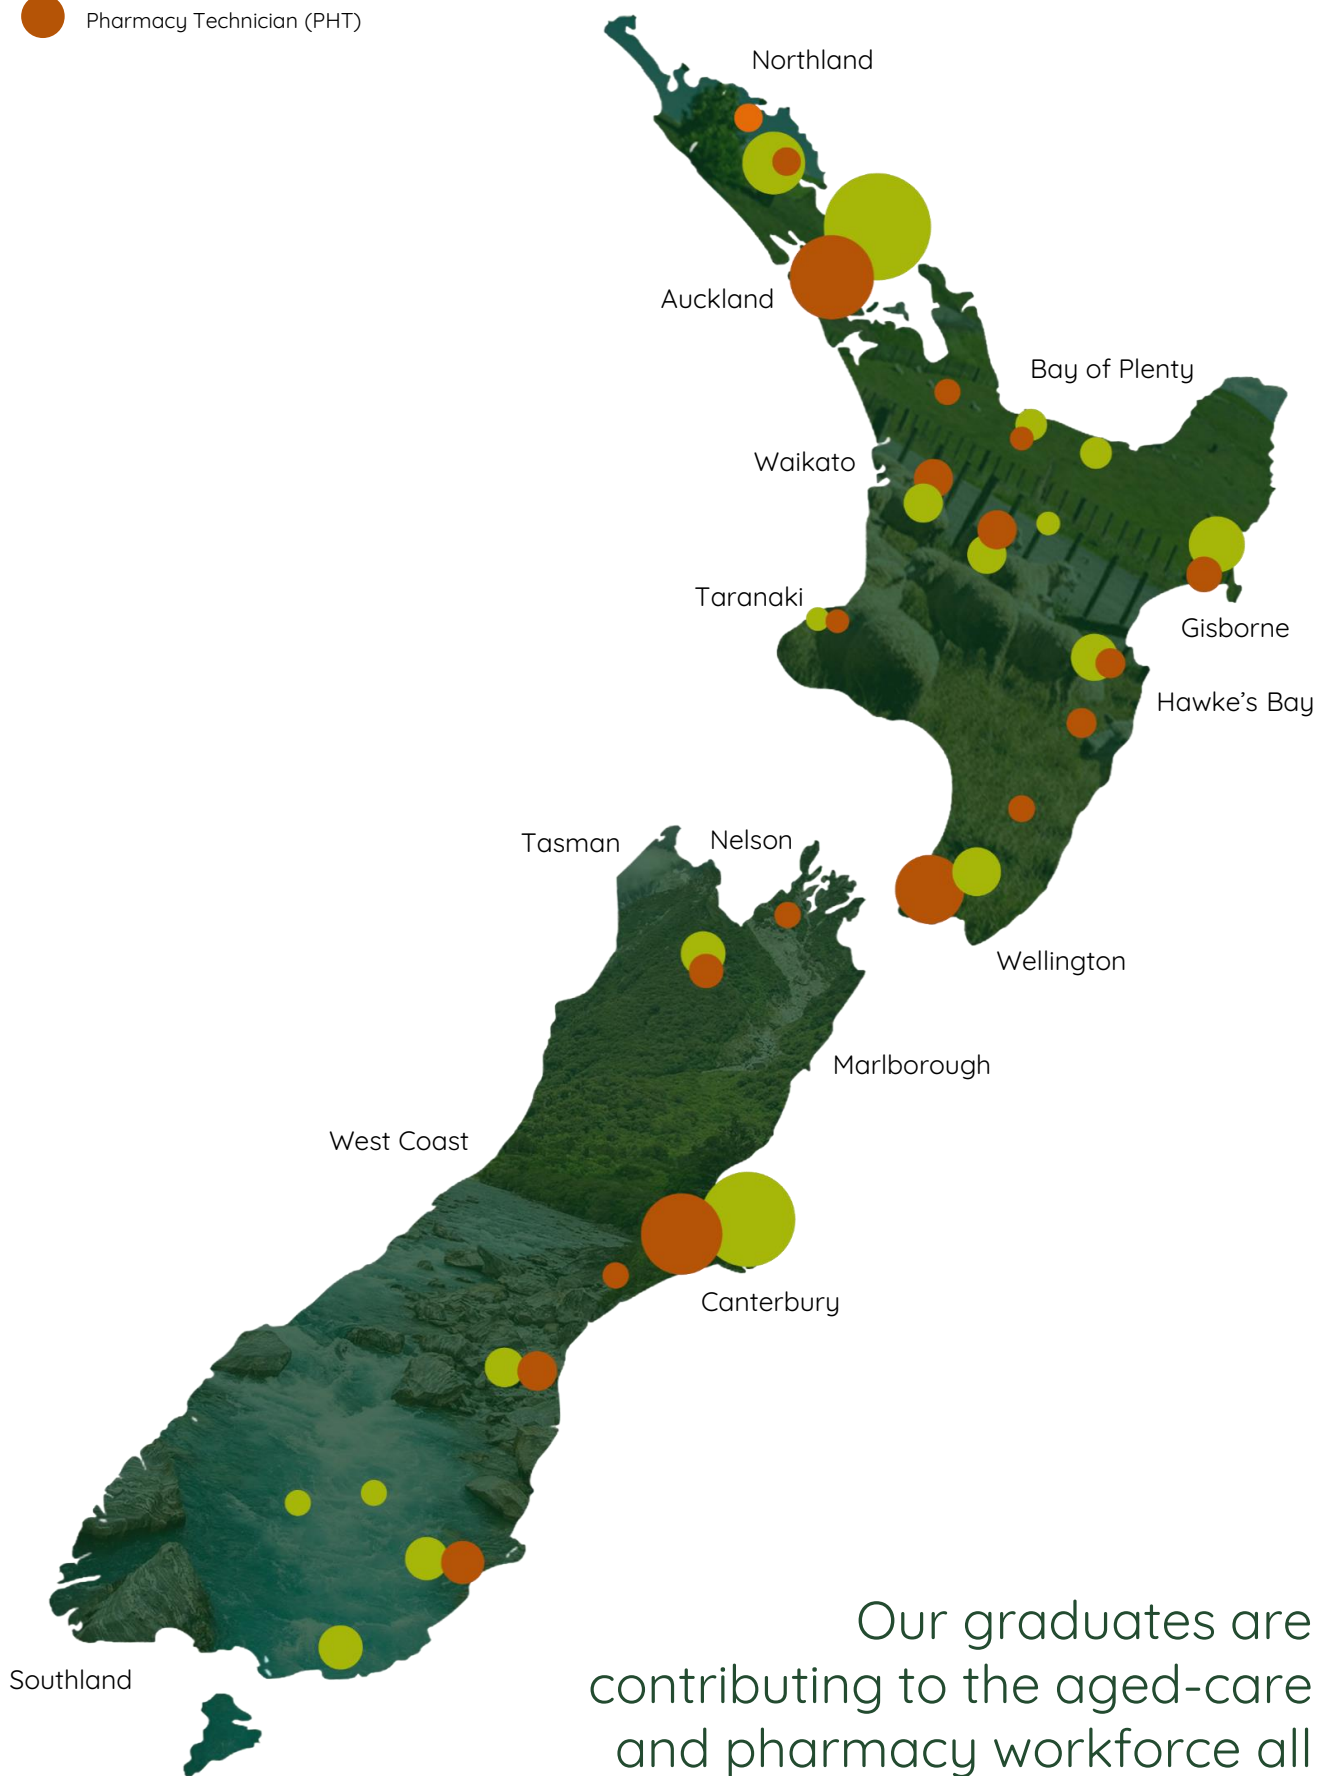 Pharmacy Technician (PHT)
Northland
Auckland
Bay of Plenty
Waikato
Taranaki
Gisborne
Hawke’s Bay
Tasman
Nelson
Wellington
Marlborough
West Coast
Canterbury
Southland
Our graduates are
contributing to the aged-care
and pharmacy workforce all